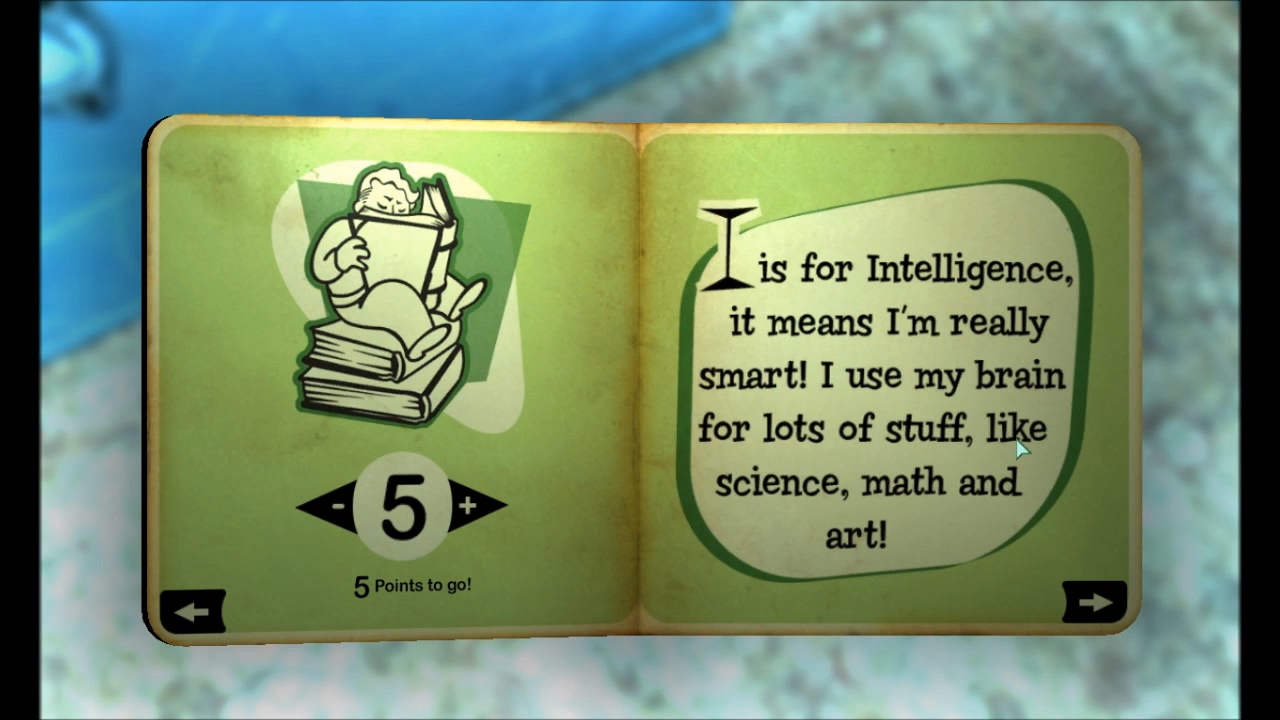 -
5
+
5 Points to go!
I is for Intelligence,
it means I'm really
smart! I use my brain
for lots of stuff, like
science, math and
art!